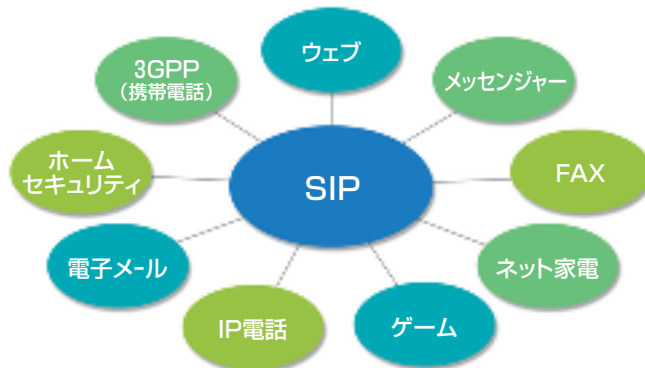 ウェブ
3GPP
(携帯電話)
メッセンジャー
ホーム
セキュリティ
SIP
FAX
電子メール
ネット家電
IP電話
ゲーム